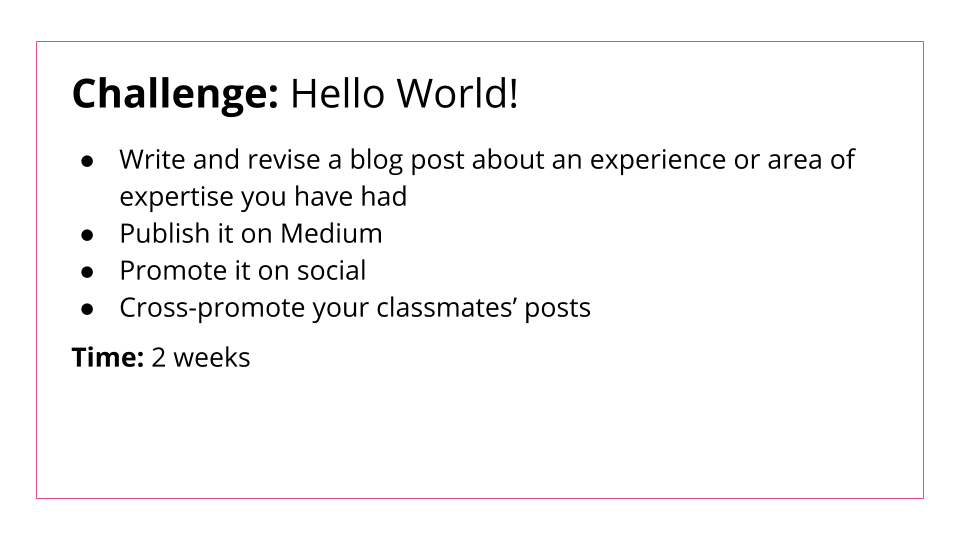 Challenge: Hello World!
● Write and revise a blog post about an experience or area of
expertise you have had
● Publish it on Medium
● Promote it on social
● Cross-promote your classmates’ posts
Time: 2 weeks